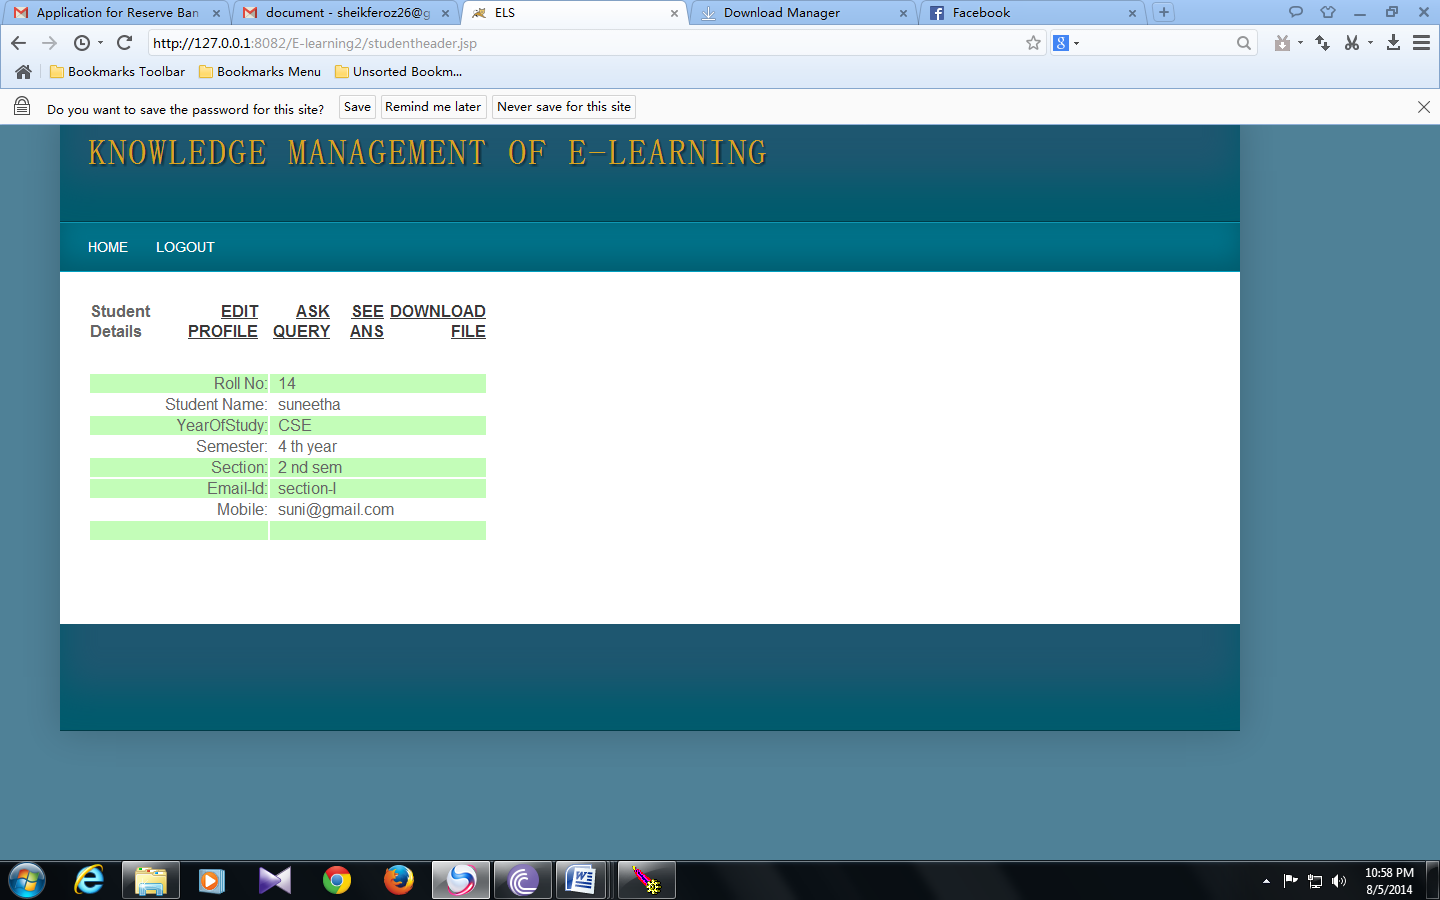 Application for Reserve Ban
document - sheikferoz26@g
ELS
Download Manager
Facebook
http://127.0.0.1:8082/E-learning2/studentheader.jsp
Bookmarks Toolbar
Bookmarks Menu
Unsorted Bookm...
Do you want to save the password for this site?
Save
Remind me later
Never save for this site
KNOWLEDGE MANAGEMENT OF E-LEARNING
HOME
LOGOUT
Student Details
EDIT PROFILE
ASK QUERY
SEE ANS
DOWNLOAD FILE
Roll No: 14
Student Name: suneetha
YearOfStudy: CSE
Semester: 4 th year
Section: 2 nd sem
Email-Id: section-I
Mobile: suni@gmail.com
10:58 PM
8/5/2014